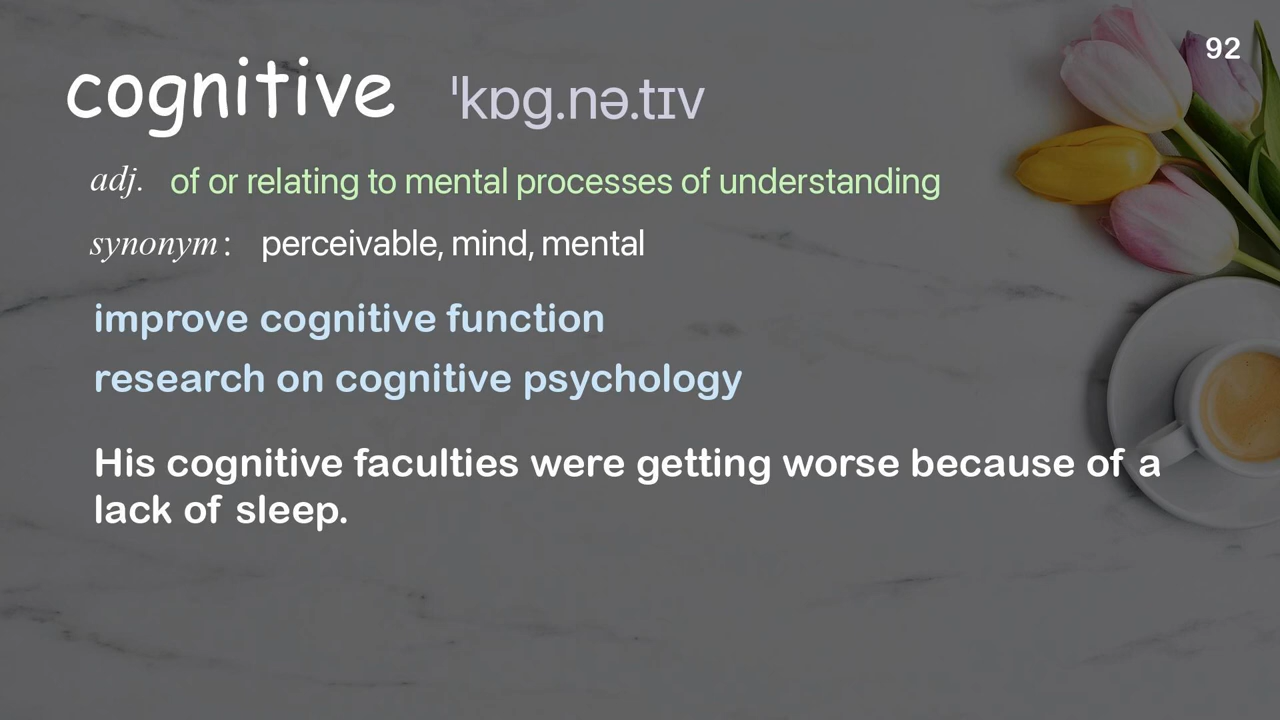 92
cognitive ˈkɒg.nə.tɪv
adj. of or relating to mental processes of understanding
synonym: perceivable, mind, mental
improve cognitive function
research on cognitive psychology
His cognitive faculties were getting worse because of a
lack of sleep.